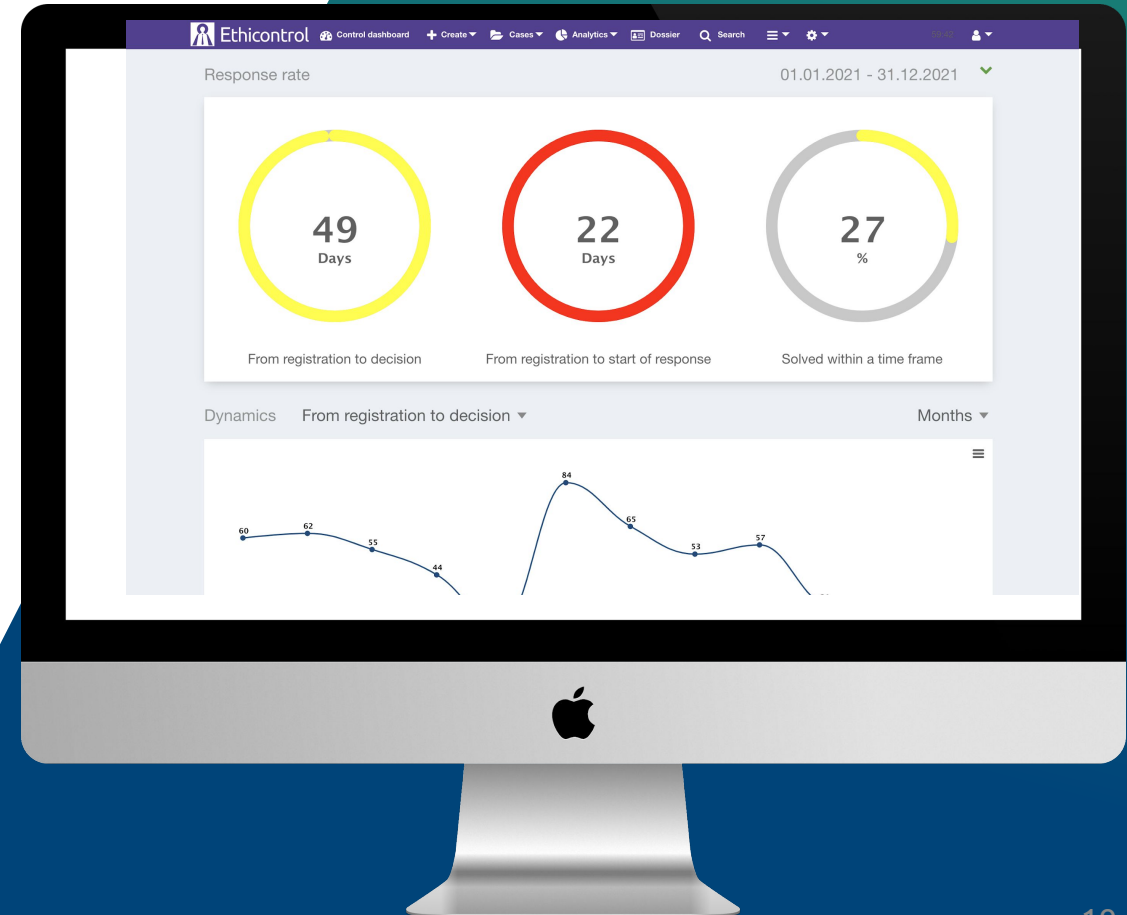 Ethicontrol Control dashboard Create Cases Analytics Dossier Search 59:42
Response rate 01.01.2021 - 31.12.2021
49 22 27
Days Days %
From registration to decision From registration to start of response Solved within a time frame
Dynamics From registration to decision Months
84
60 62 55 44 65 53 57